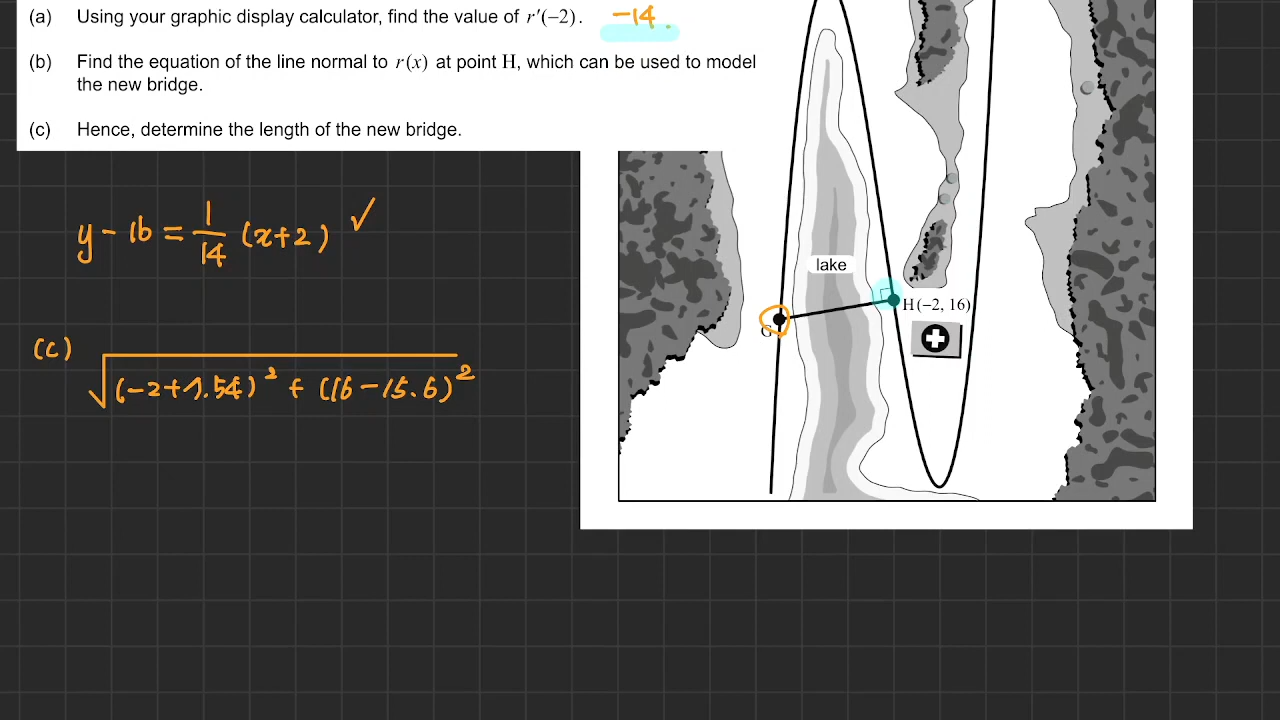 (a) Using your graphic display calculator, find the value of r′(−2). −14.
(b) Find the equation of the line normal to r(x) at point H, which can be used to model
the new bridge.
(c) Hence, determine the length of the new bridge.
y − 16 = 1/14 (x+2) ✓
lake
H(−2, 16)
G
(c) √((−2+7.54)² + (16−15.6)²